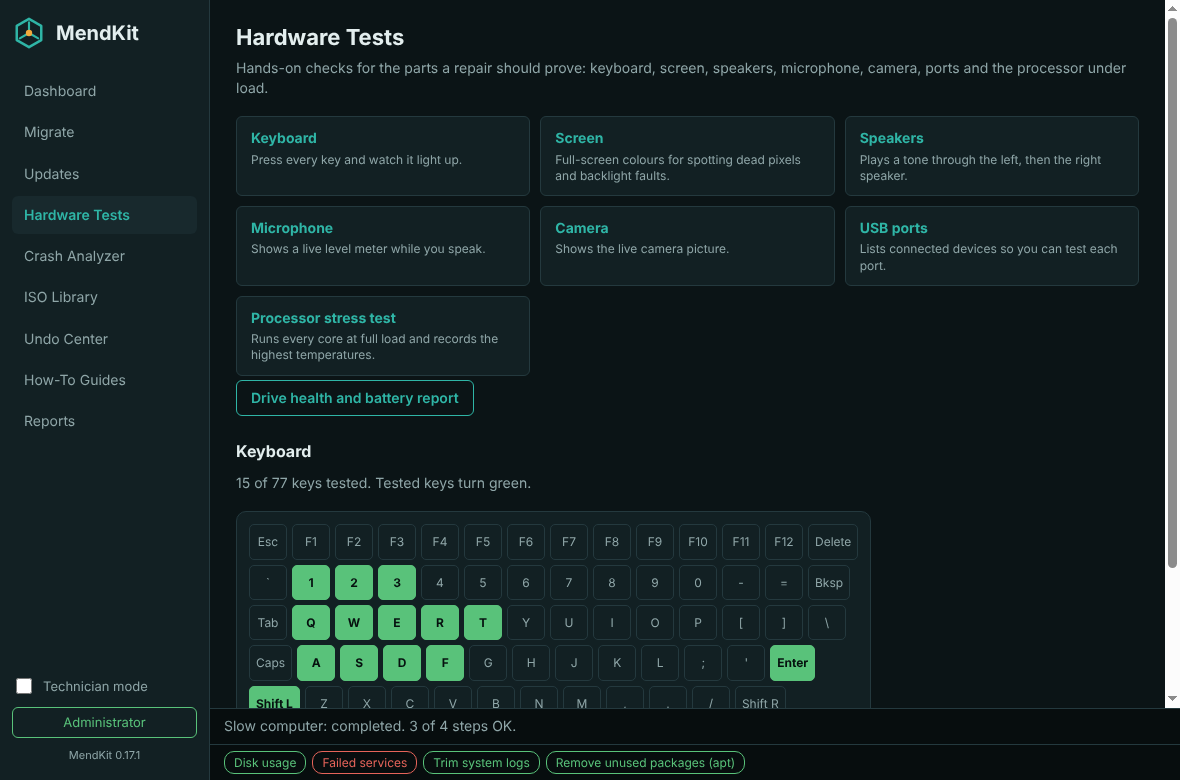 MendKit
Dashboard
Migrate
Updates
Hardware Tests
Crash Analyzer
ISO Library
Undo Center
How-To Guides
Reports
Technician mode
Administrator
MendKit 0.17.1
Hardware Tests
Hands-on checks for the parts a repair should prove: keyboard, screen, speakers, microphone, camera, ports and the processor under
load.
Keyboard
Press every key and watch it light up.
Screen
Full-screen colours for spotting dead pixels
and backlight faults.
Speakers
Plays a tone through the left, then the right
speaker.
Microphone
Shows a live level meter while you speak.
Camera
Shows the live camera picture.
USB ports
Lists connected devices so you can test each
port.
Processor stress test
Runs every core at full load and records the
highest temperatures.
Drive health and battery report
Keyboard
15 of 77 keys tested. Tested keys turn green.
Esc F1 F2 F3 F4 F5 F6 F7 F8 F9 F10 F11 F12 Delete
` 1 2 3 4 5 6 7 8 9 0 - = Bksp
Tab Q W E R T Y U I O P [ ] \
Caps A S D F G H J K L ; ' Enter
Shift L Z X C V B N M , . / Shift R
Slow computer: completed. 3 of 4 steps OK.
Disk usage Failed services Trim system logs Remove unused packages (apt)